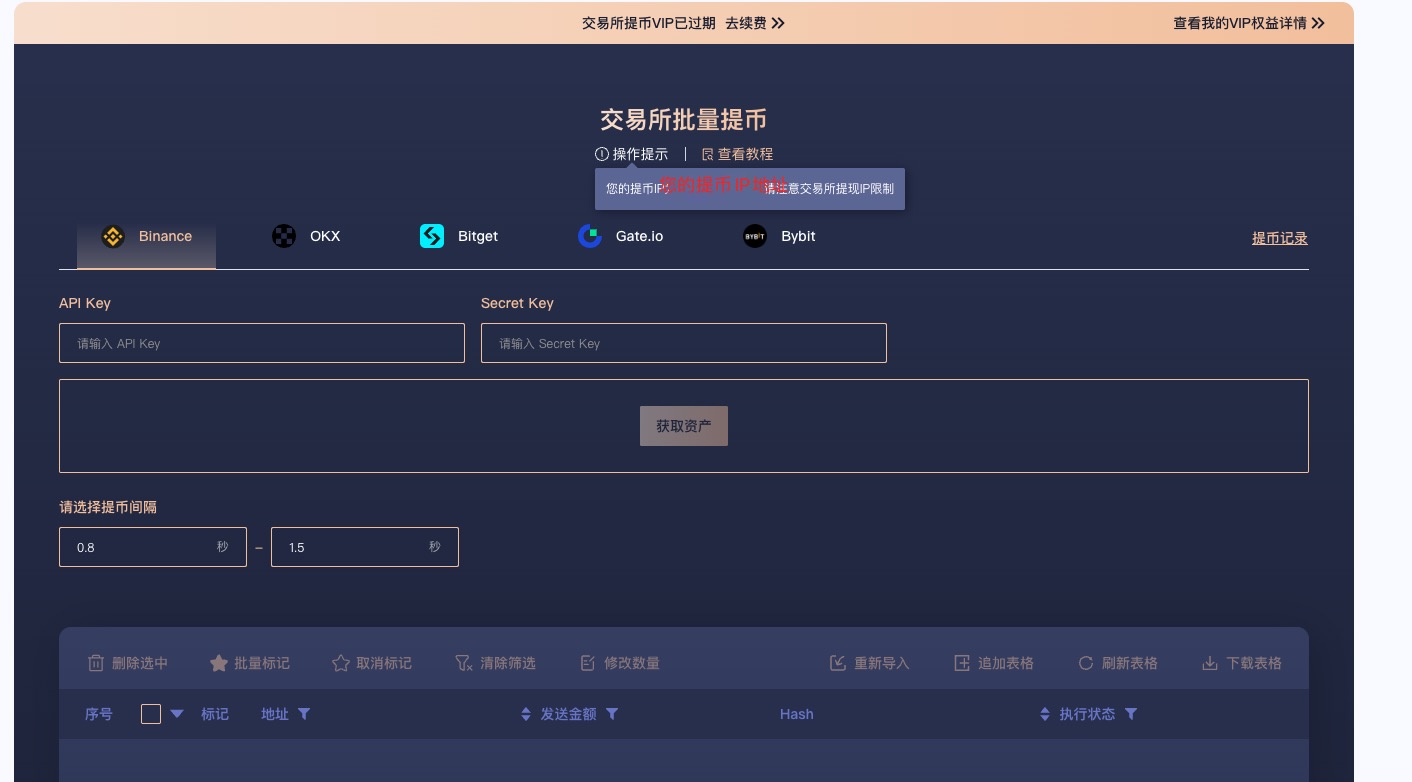 交易所提币VIP已过期 去续费
查看我的VIP权益详情
交易所批量提币
操作提示
查看教程
您的提币IP
您的提币IP地址
请注意交易所提现IP限制
Binance
OKX
Bitget
Gate.io
BYBIT
Bybit
提币记录
API Key
Secret Key
请输入 API Key
请输入 Secret Key
获取资产
请选择提币间隔
0.8 秒 – 1.5 秒
删除选中 批量标记 取消标记 清除筛选 修改数量 重新导入 追加表格 刷新表格 下载表格
序号 标记 地址 发送金额 Hash 执行状态